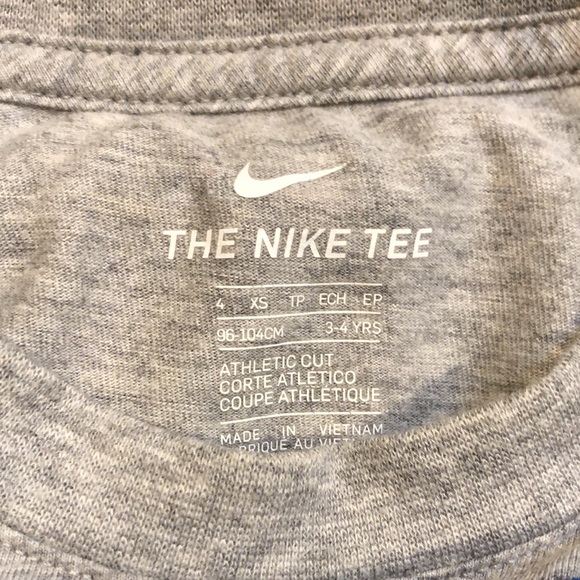 THE NIKE TEE
4 XS TP ECH EP
96-104CM 3-4 YRS
ATHLETIC CUT
CORTE ATLÉTICO
COUPE ATHLÉTIQUE
MADE IN VIETNAM
AU